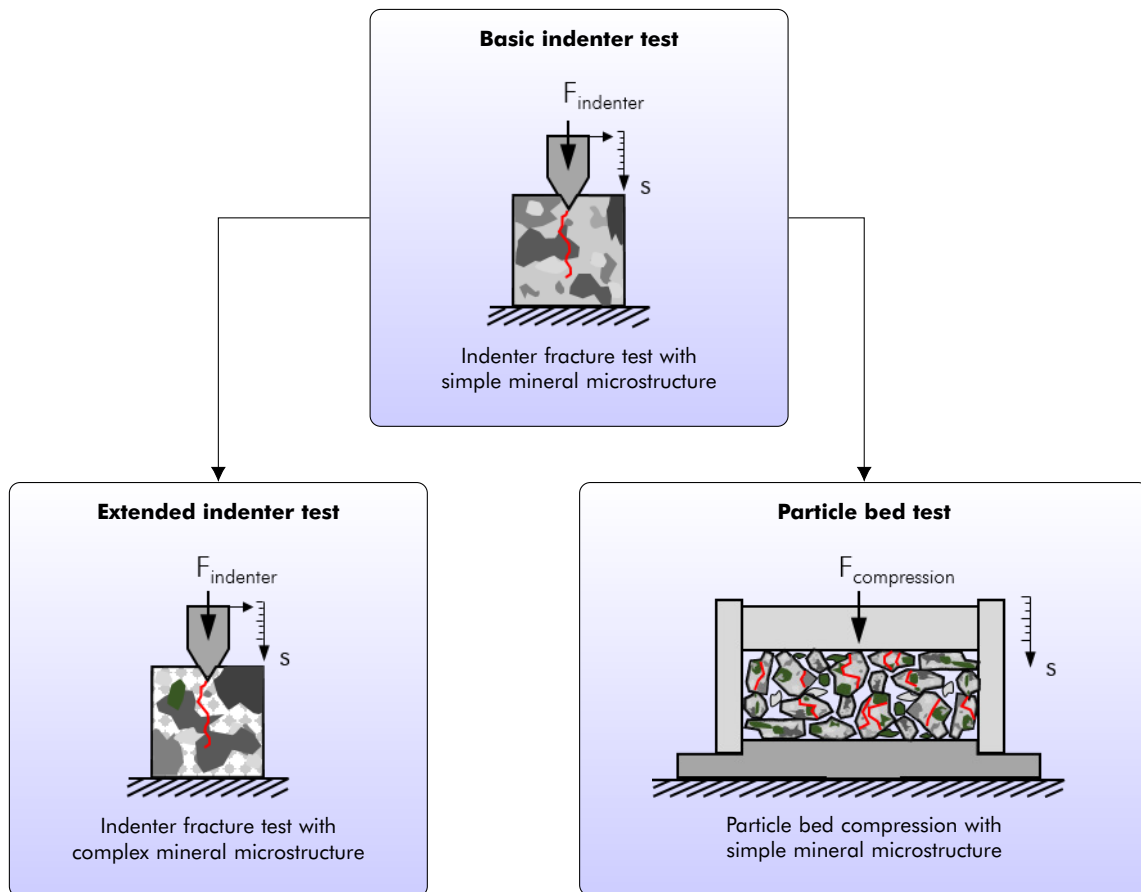 Basic indenter test
F_indenter
s
Indenter fracture test with
simple mineral microstructure
Extended indenter test
F_indenter
s
Indenter fracture test with
complex mineral microstructure
Particle bed test
F_compression
s
Particle bed compression with
simple mineral microstructure